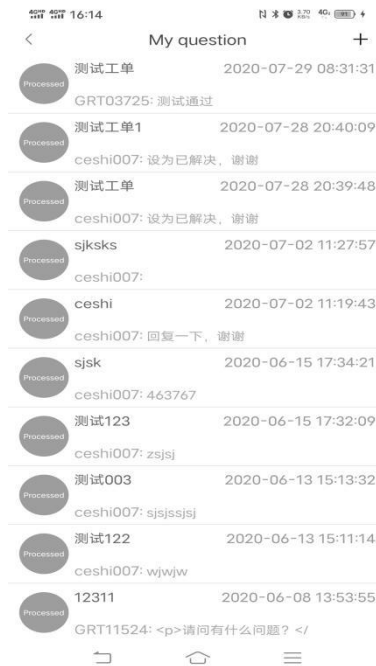 4GHD 4GHD 16:14 3.70 KB/s 4G
My question
测试工单 2020-07-29 08:31:31
Processed
GRT03725: 测试通过
测试工单1 2020-07-28 20:40:09
Processed
ceshi007: 设为已解决，谢谢
测试工单 2020-07-28 20:39:48
Processed
ceshi007: 设为已解决，谢谢
sjksks 2020-07-02 11:27:57
Processed
ceshi007:
ceshi 2020-07-02 11:19:43
Processed
ceshi007: 回复一下，谢谢
sjsk 2020-06-15 17:34:21
Processed
ceshi007: 463767
测试123 2020-06-15 17:32:09
Processed
ceshi007: zsjsj
测试003 2020-06-13 15:13:32
Processed
ceshi007: sjsjssjsj
测试122 2020-06-13 15:11:14
Processed
ceshi007: wjwjw
12311 2020-06-08 13:53:55
Processed
GRT11524: <p>请问有什么问题? </